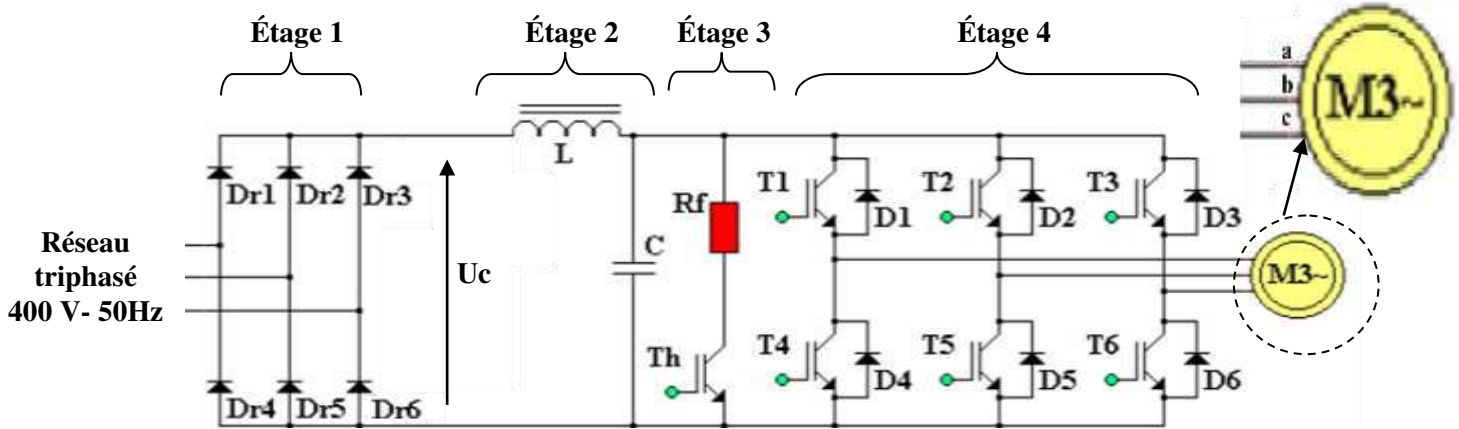 Étage 1 Étage 2 Étage 3 Étage 4
a
b
c
M3~
L
Dr1 Dr2 Dr3
T1 T2 T3
Rf
D1 D2 D3
Réseau
triphasé
400 V- 50Hz
Uc
C
M3~
Th
T4 T5 T6
D4 D5 D6
Dr4 Dr5 Dr6